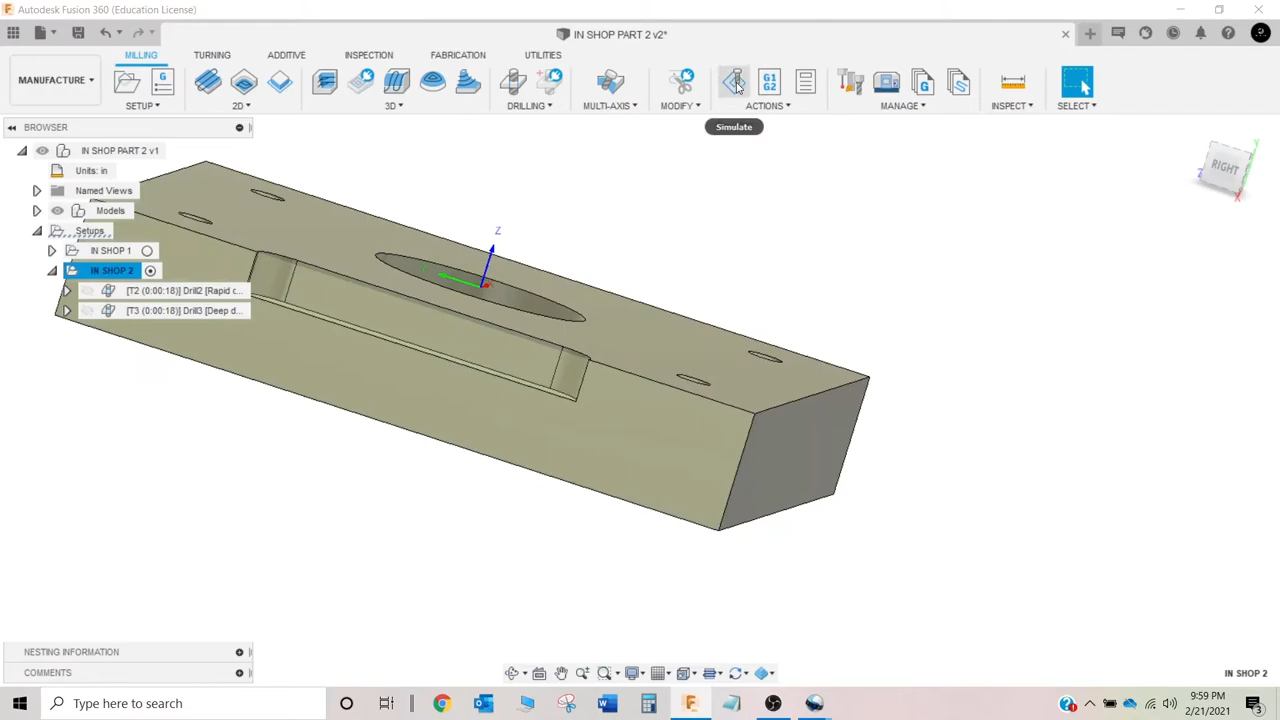 Autodesk Fusion 360 (Education License)
IN SHOP PART 2 v2*
MILLING TURNING ADDITIVE INSPECTION FABRICATION UTILITIES
MANUFACTURE
G
G1
G2
G
SETUP 2D 3D DRILLING MULTI-AXIS MODIFY ACTIONS MANAGE INSPECT SELECT
BROWSER
Simulate
IN SHOP PART 2 v1
Units: in
Named Views
Models
Setups
IN SHOP 1
IN SHOP 2
[T2 (0:00:18)] Drill2 [Rapid c...
[T3 (0:00:18)] Drill3 [Deep d...
Z
Y
Z
RIGHT
X
NESTING INFORMATION
COMMENTS
IN SHOP 2
Type here to search
9:59 PM
2/21/2021
3